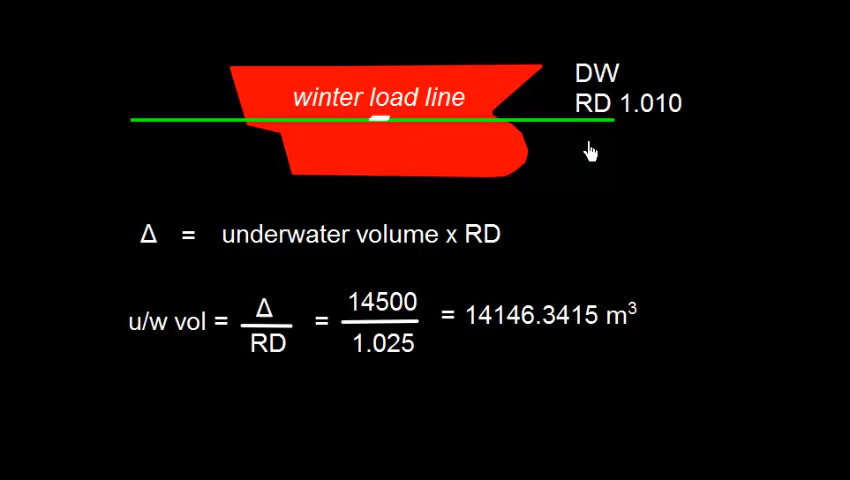 DW
winter load line
RD 1.010
Δ = underwater volume x RD
u/w vol = Δ / RD = 14500 / 1.025 = 14146.3415 m³